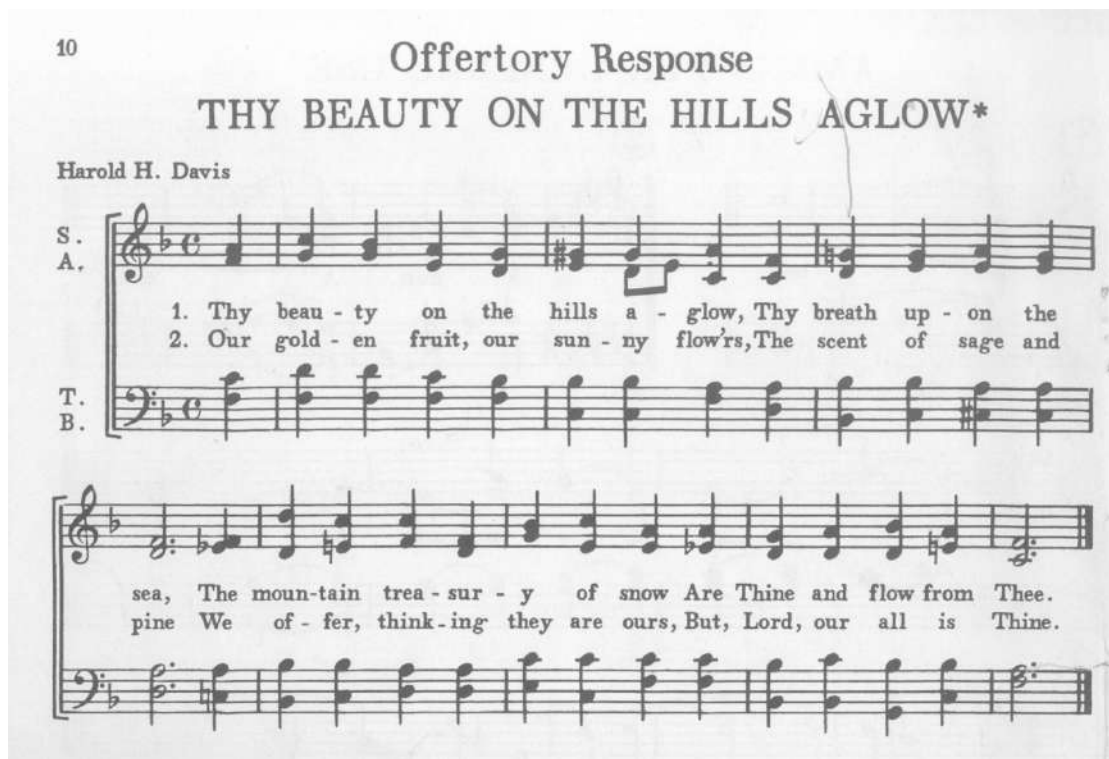 10
Offertory Response
THY BEAUTY ON THE HILLS AGLOW*
Harold H. Davis
S.
A.
1. Thy beau - ty on the hills a - glow, Thy breath up - on the
2. Our gold - en fruit, our sun - ny flow'rs, The scent of sage and
T.
B.
sea, The moun-tain trea - sur - y of snow Are Thine and flow from Thee.
pine We of - fer, think - ing they are ours, But, Lord, our all is Thine.